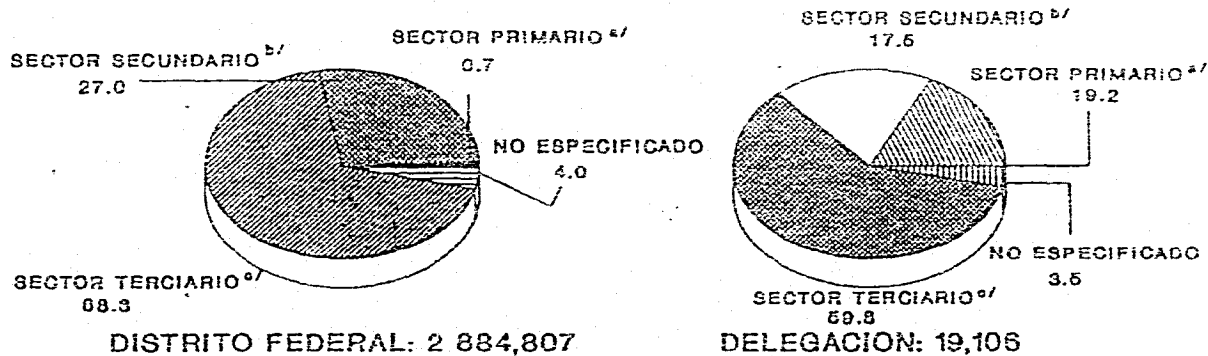 SECTOR SECUNDARIO b/
27.0
SECTOR PRIMARIO a/
0.7
NO ESPECIFICADO
4.0
SECTOR TERCIARIO c/
68.3
DISTRITO FEDERAL: 2 884,807
SECTOR SECUNDARIO b/
17.5
SECTOR PRIMARIO a/
19.2
NO ESPECIFICADO
3.5
SECTOR TERCIARIO c/
59.8
DELEGACION: 19,106